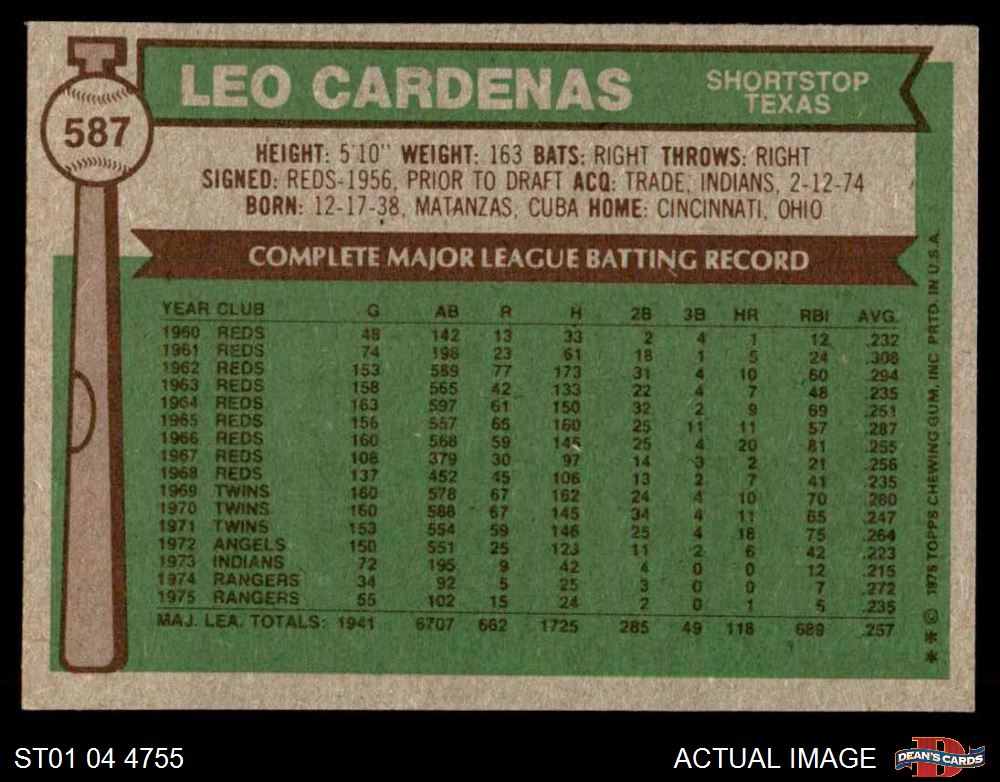 587
LEO CARDENAS
SHORTSTOP
TEXAS
HEIGHT: 5'10" WEIGHT: 163 BATS: RIGHT THROWS: RIGHT
SIGNED: REDS-1956, PRIOR TO DRAFT ACQ: TRADE, INDIANS, 2-12-74
BORN: 12-17-38, MATANZAS, CUBA HOME: CINCINNATI, OHIO
COMPLETE MAJOR LEAGUE BATTING RECORD
YEAR CLUB G AB R H 2B 3B HR RBI AVG.
1960 REDS 48 142 13 33 2 4 1 12 .232
1961 REDS 74 198 23 61 18 1 5 24 .308
1962 REDS 153 589 77 173 31 4 10 60 .294
1963 REDS 158 565 42 133 22 4 7 48 .235
1964 REDS 163 597 61 150 32 2 9 69 .251
1965 REDS 156 557 65 160 25 11 11 57 .287
1966 REDS 160 568 59 145 25 4 20 81 .255
1967 REDS 108 379 30 97 14 3 2 21 .256
1968 REDS 137 452 45 106 13 2 7 41 .235
1969 TWINS 160 578 67 162 24 4 10 70 .280
1970 TWINS 160 588 67 145 34 4 11 65 .247
1971 TWINS 153 554 59 146 25 4 18 75 .264
1972 ANGELS 150 551 25 123 11 2 6 42 .223
1973 INDIANS 72 195 9 42 4 0 0 12 .215
1974 RANGERS 34 92 5 25 3 0 0 7 .272
1975 RANGERS 55 102 15 24 2 0 1 5 .235
MAJ. LEA. TOTALS: 1941 6707 662 1725 285 49 118 689 .257
** © 1976 TOPPS CHEWING GUM, INC PRTD. IN U.S.A.
ST01 04 4755
ACTUAL IMAGE
D
DEAN'S CARDS